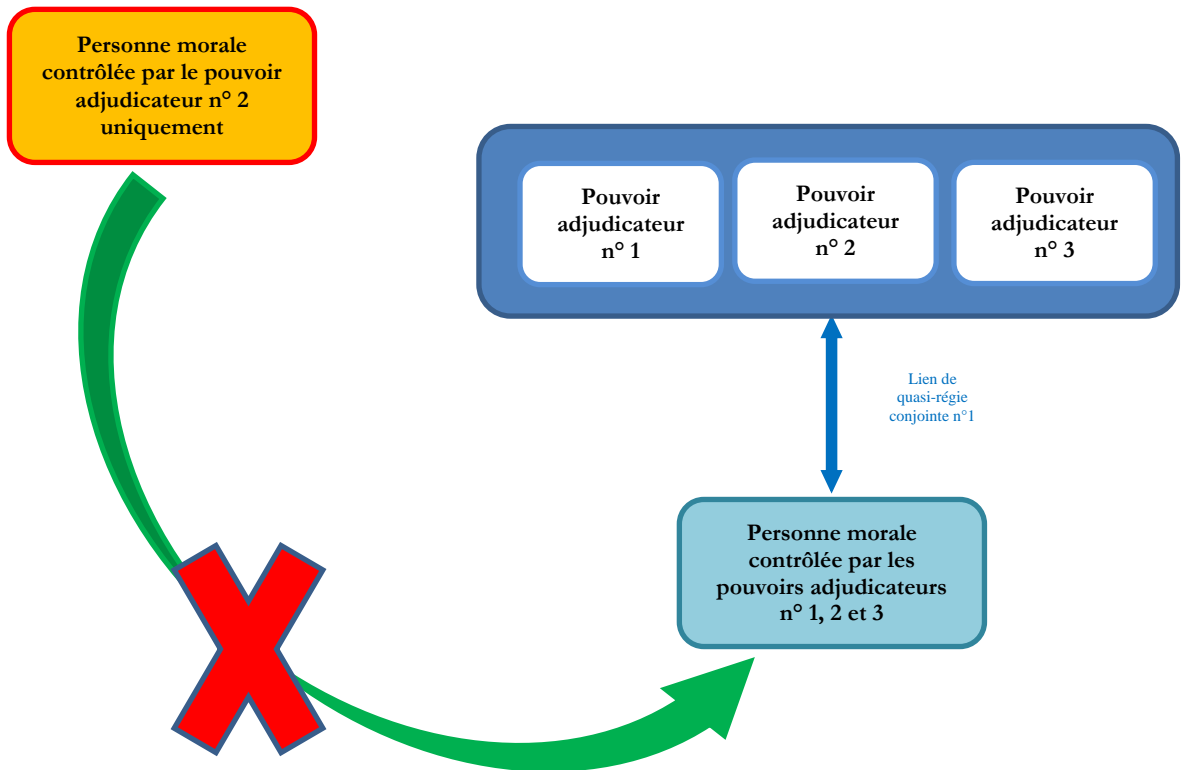 Personne morale
contrôlée par le pouvoir
adjudicateur n° 2
uniquement
Pouvoir
adjudicateur
n° 1
Pouvoir
adjudicateur
n° 2
Pouvoir
adjudicateur
n° 3
Lien de
quasi-régie
conjointe n°1
Personne morale
contrôlée par les
pouvoirs adjudicateurs
n° 1, 2 et 3